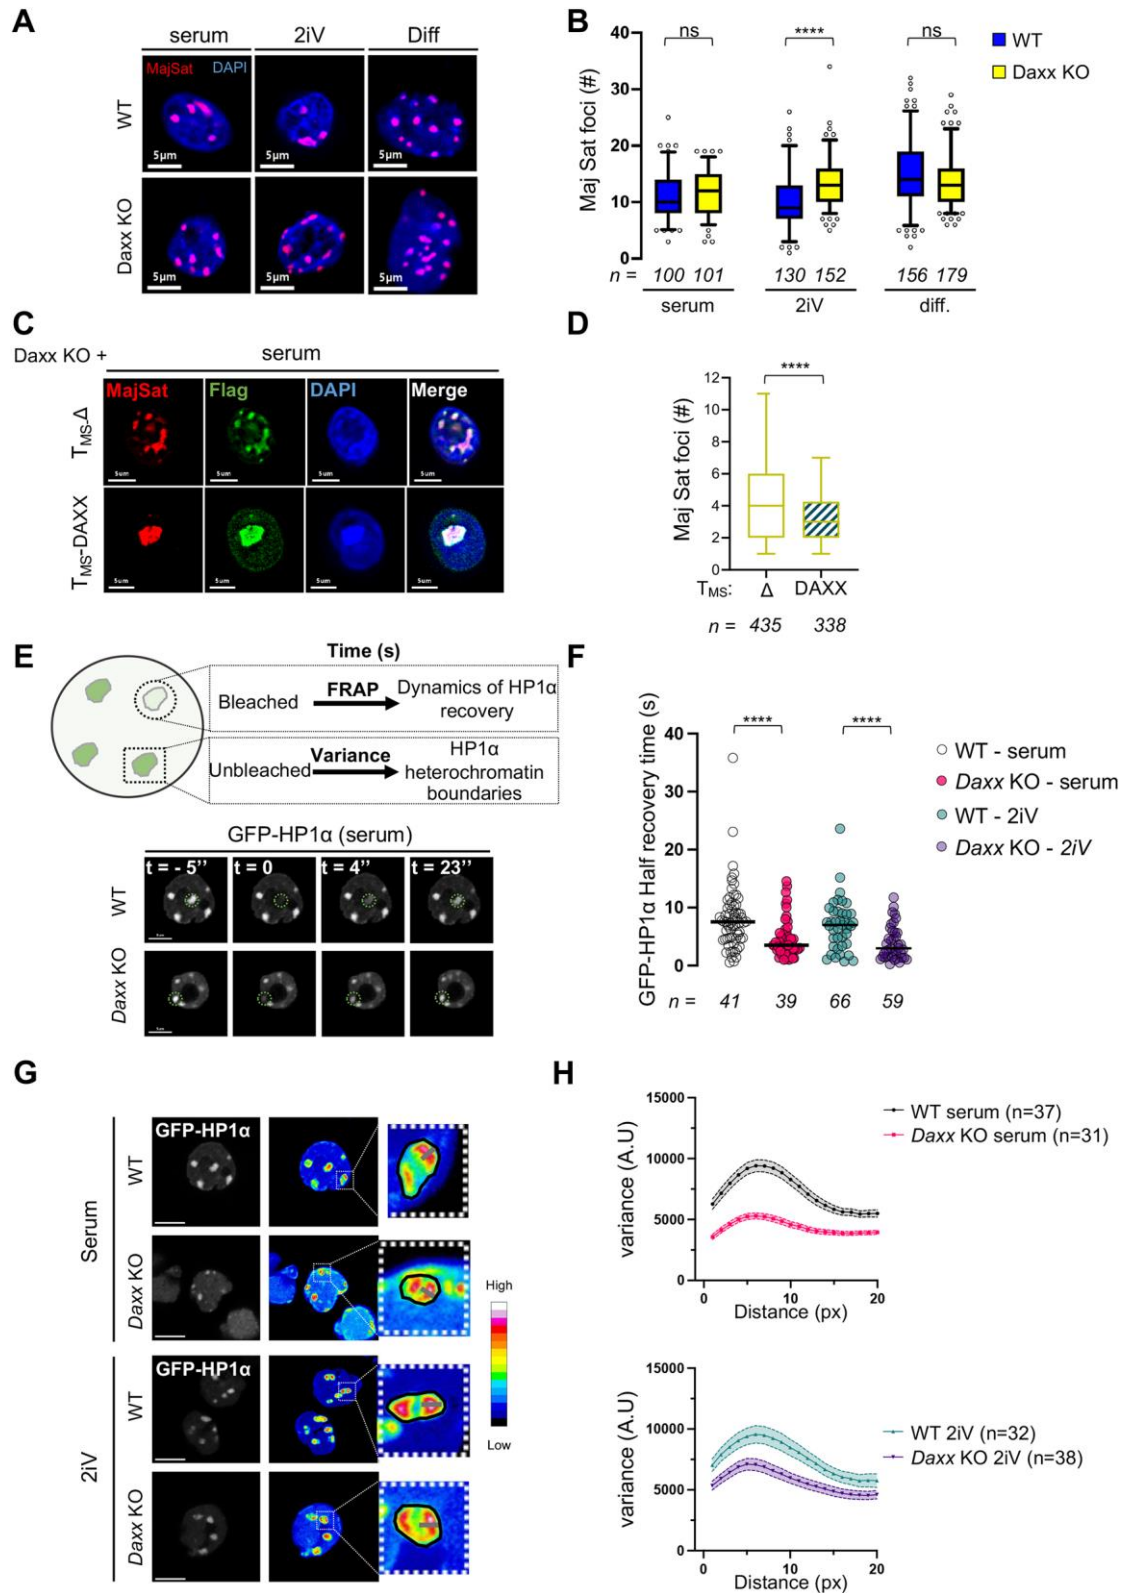 A
serum 2iV Diff
WT
MajSat DAPI
5µm 5µm 5µm
Daxx KO
5µm 5µm 5µm
B
Maj Sat foci (#)
40
30
20
10
0
ns **** ns
WT
Daxx KO
n = 100 101 130 152 156 179
serum 2iV diff.
C
Daxx KO + serum
MajSat Flag DAPI Merge
TMS-Δ
5um 5um 5um 5um
TMS-DAXX
5um 5um 5um 5um
D
Maj Sat foci (#)
12
10
8
6
4
2
0
****
TMS: Δ DAXX
n = 435 338
E
Time (s)
Bleached FRAP Dynamics of HP1α
recovery
Unbleached Variance HP1α
heterochromatin
boundaries
GFP-HP1α (serum)
t = - 5’’ t = 0 t = 4’’ t = 23’’
WT
Daxx KO
F
GFP-HP1α Half recovery time (s)
40
30
20
10
0
**** ****
WT - serum
Daxx KO - serum
WT - 2iV
Daxx KO - 2iV
n = 41 39 66 59
G
Serum
WT
GFP-HP1α
Daxx KO
2iV
WT
GFP-HP1α
Daxx KO
High
Low
H
variance (A.U)
15000
10000
5000
0
0 10 20
Distance (px)
WT serum (n=37)
Daxx KO serum (n=31)
variance (A.U)
15000
10000
5000
0
0 10 20
Distance (px)
WT 2iV (n=32)
Daxx KO 2iV (n=38)